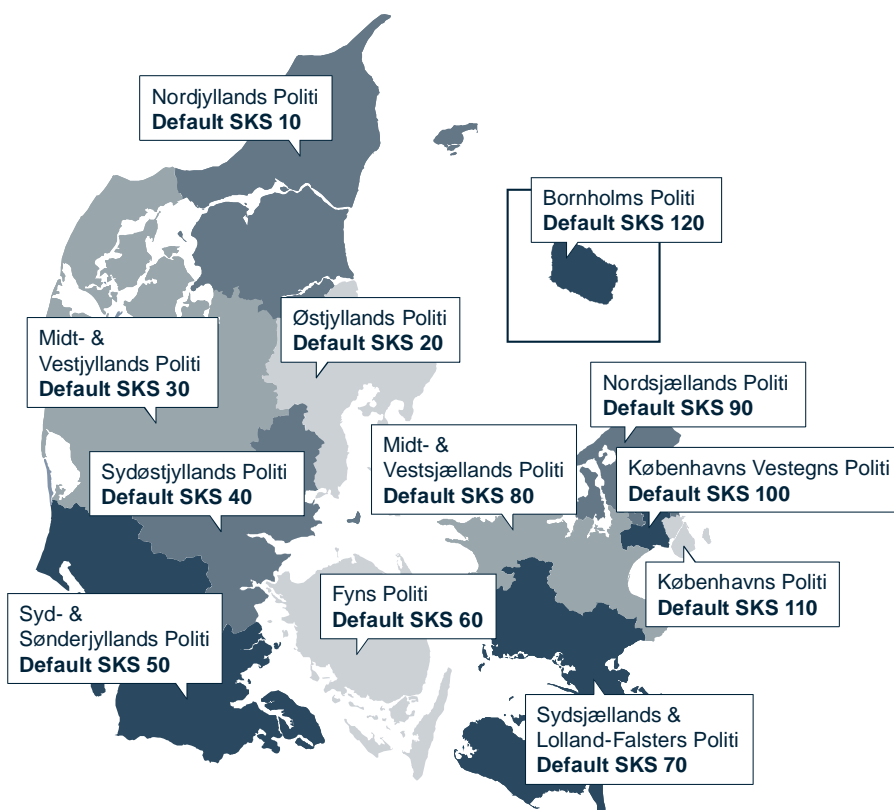 Nordjyllands Politi
Default SKS 10
Bornholms Politi
Default SKS 120
Østjyllands Politi
Default SKS 20
Midt- &
Vestjyllands Politi
Default SKS 30
Nordsjællands Politi
Default SKS 90
Midt- &
Vestsjællands Politi
Default SKS 80
Københavns Vestegns Politi
Default SKS 100
Sydøstjyllands Politi
Default SKS 40
Københavns Politi
Default SKS 110
Fyns Politi
Default SKS 60
Syd- &
Sønderjyllands Politi
Default SKS 50
Sydsjællands &
Lolland-Falsters Politi
Default SKS 70